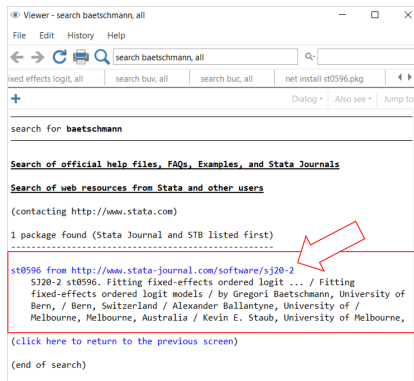 Viewer - search baetschmann, all
File Edit History Help
search baetschmann, all
ixed effects logit, all search buv, all search buc, all net install st0596.pkg
+ Dialog Also see Jump to
search for baetschmann
Search of official help files, FAQs, Examples, and Stata Journals
Search of web resources from Stata and other users
(contacting http://www.stata.com)
1 package found (Stata Journal and STB listed first)
----------------------------------------------------
st0596 from http://www.stata-journal.com/software/sj20-2
SJ20-2 st0596. Fitting fixed-effects ordered logit ... / Fitting
fixed-effects ordered logit models / by Gregori Baetschmann, University of
Bern, / Bern, Switzerland / Alexander Ballantyne, University of /
Melbourne, Melbourne, Australia / Kevin E. Staub, University of Melbourne,
(click here to return to the previous screen)
(end of search)